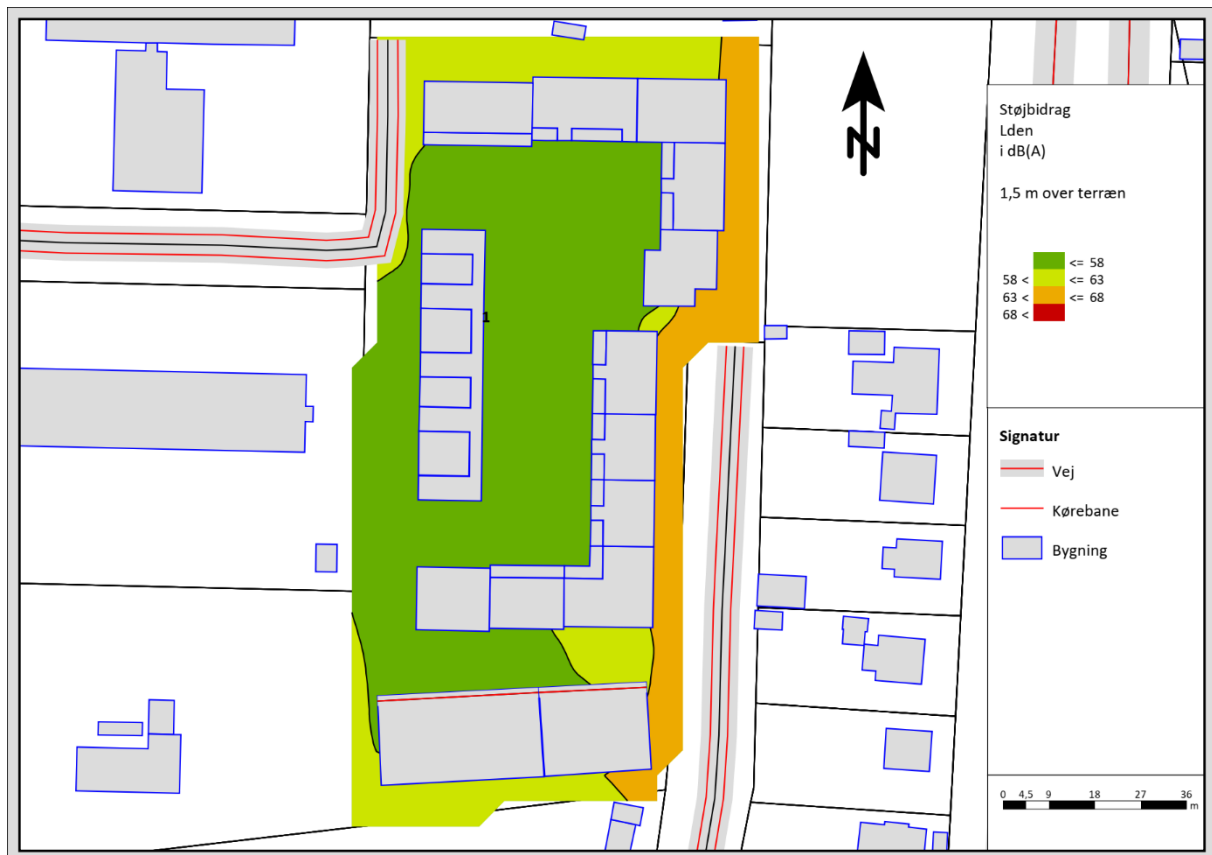 N
1
Støjbidrag
Lden
i dB(A)
1,5 m over terræn
<= 58
58 < <= 63
63 < <= 68
68 <
Signatur
Vej
Kørebane
Bygning
0 4,5 9 18 27 36
m